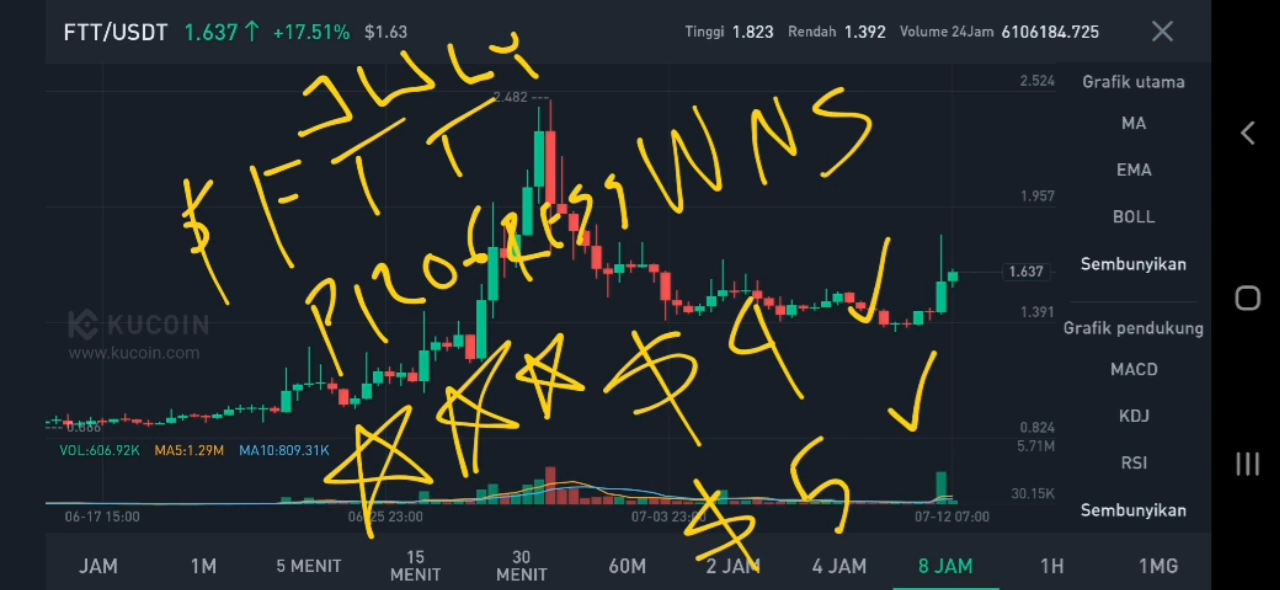 FTT/USDT 1.637↑ +17.51% $1.63 Tinggi 1.823 Rendah 1.392 Volume 24Jam 6106184.725
Grafik utama
MA
EMA
BOLL
Sembunyikan
Grafik pendukung
MACD
KDJ
RSI
Sembunyikan
2.524
1.957
1.637
1.391
0.824
5.71M
30.15K
2.482
JULY
$FTT
PROGRESS WNS
$ 4
$ 5
KUCOIN
www.kucoin.com
VOL:606.92K MA5:1.29M MA10:809.31K
06-17 15:00 06-25 23:00 07-03 23:00 07-12 07:00
JAM 1M 5 MENIT 15 MENIT 30 MENIT 60M 2 JAM 4 JAM 8 JAM 1H 1MG